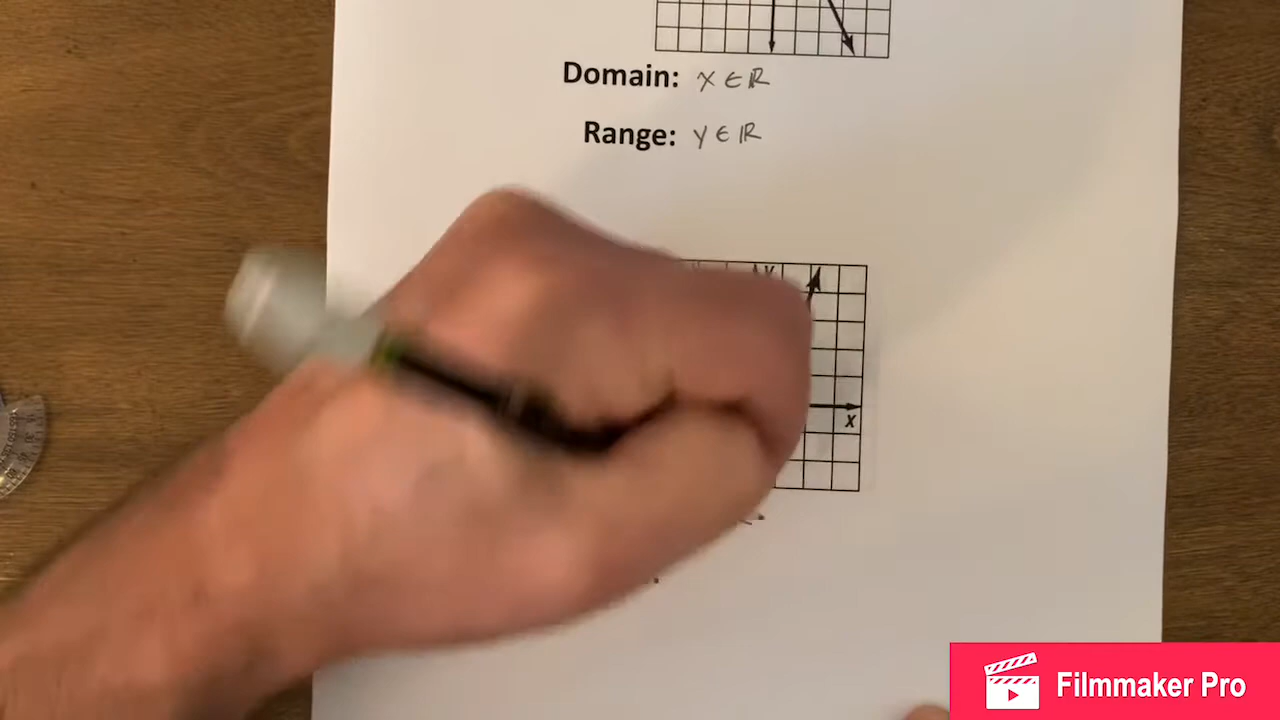 Domain: x ∈ ℝ
Range: y ∈ ℝ
y
x
Filmmaker Pro